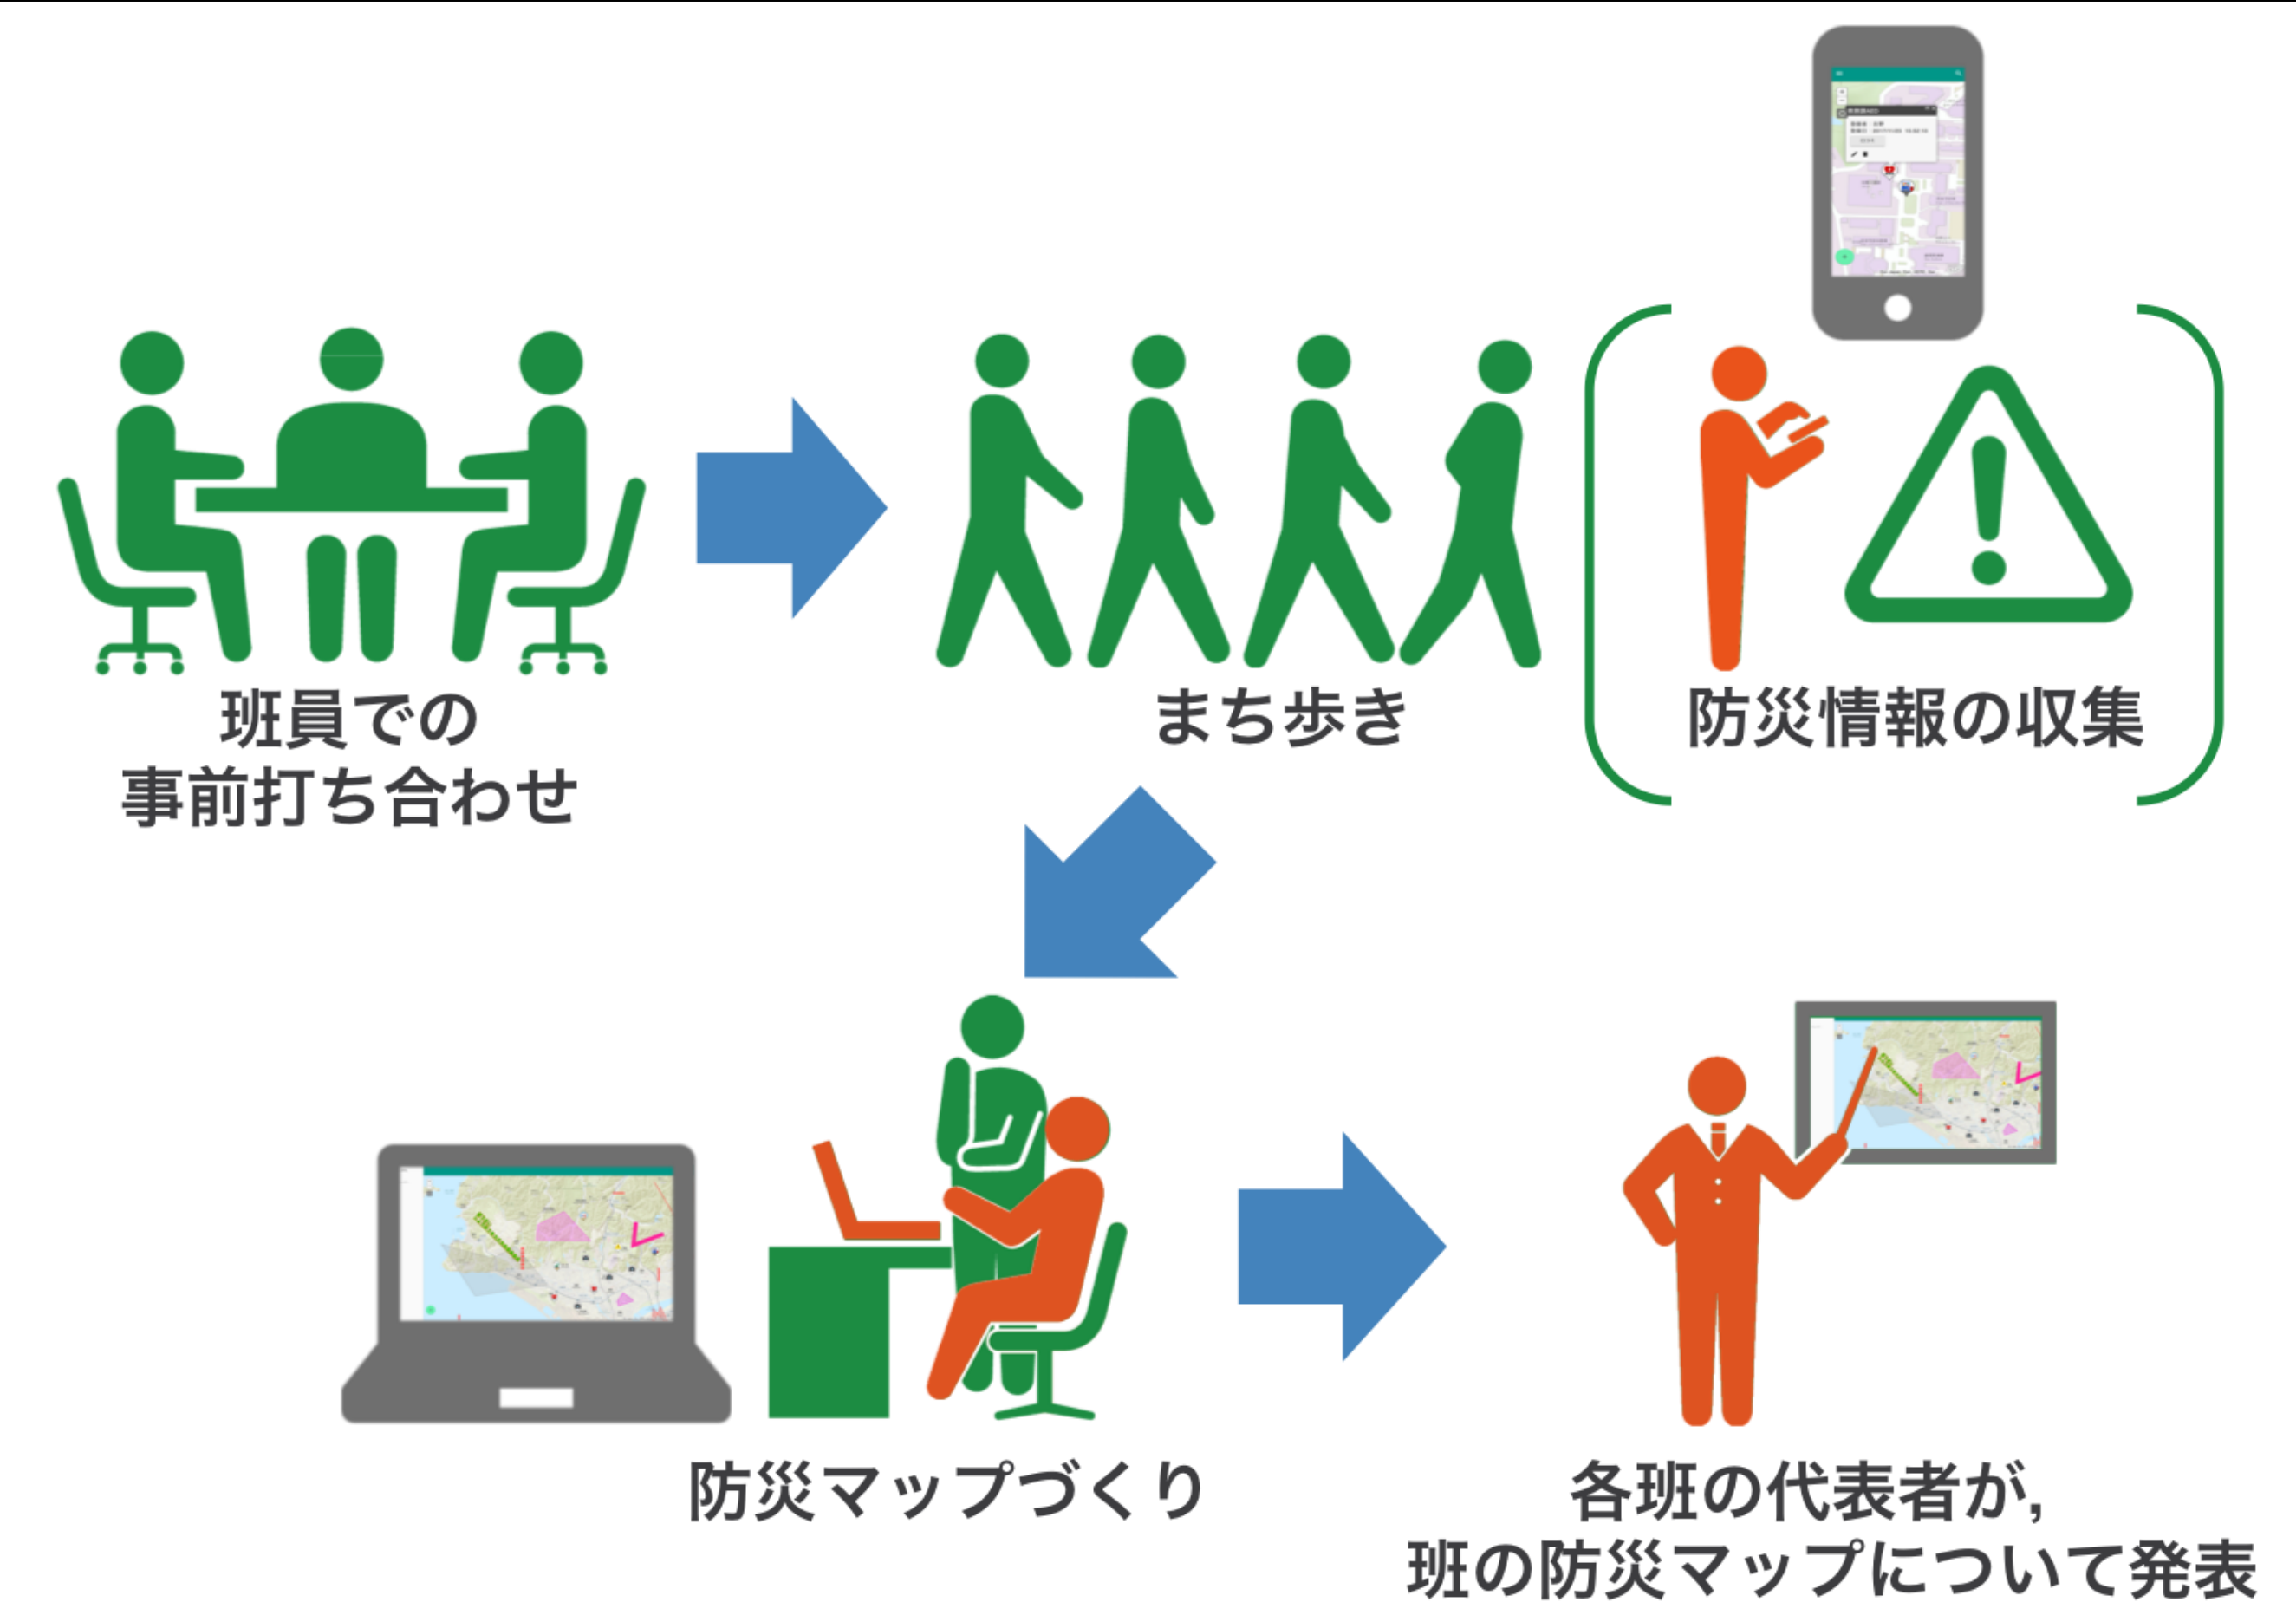 班員での
事前打ち合わせ
まち歩き
防災情報の収集
防災マップづくり
各班の代表者が,
班の防災マップについて発表